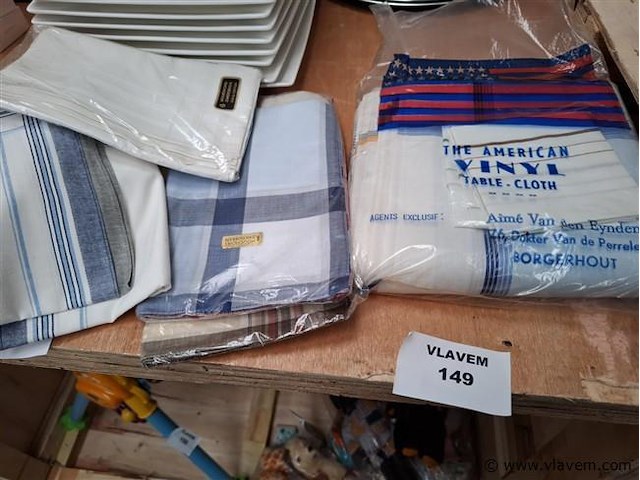 THE AMERICAN
VINYL
TABLE-CLOTH
AGENTS EXCLUSIF:
Aimé Van den Eynden
76, Dokter Van de Perrele
BORGERHOUT
VLAVEM
149
© www.vlavem.com